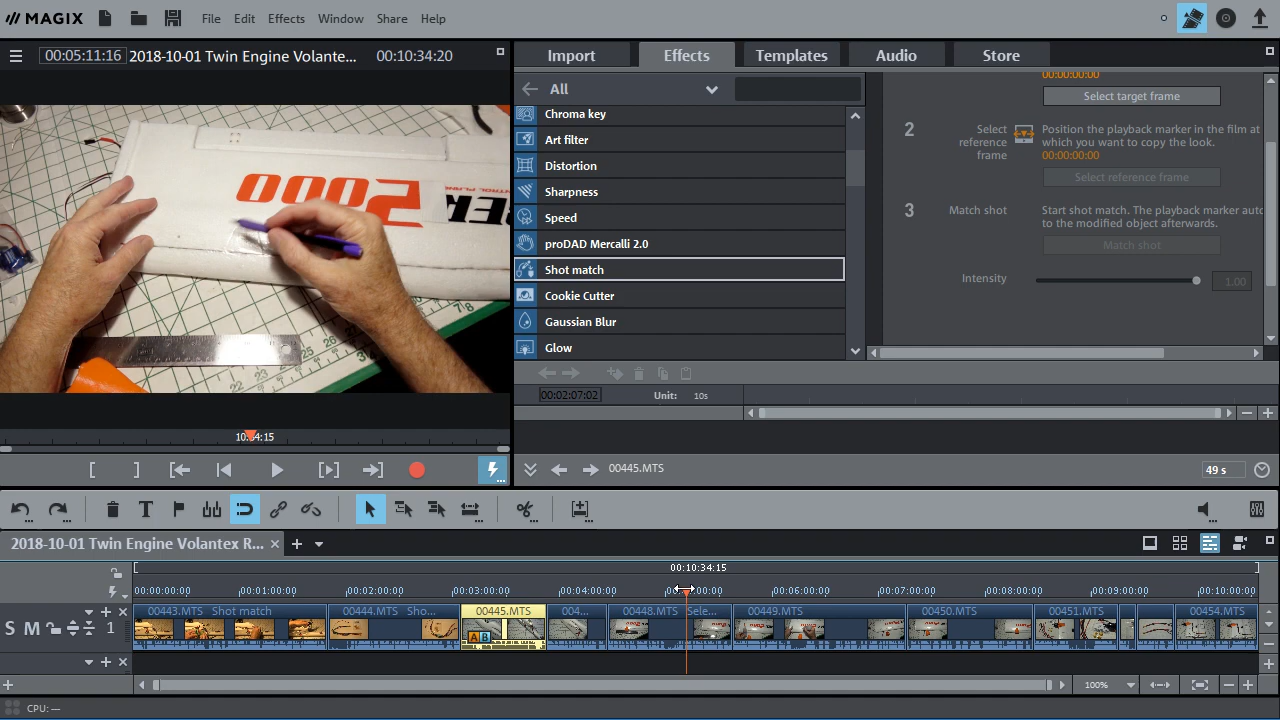 MAGIX File Edit Effects Window Share Help
00:05:11:16 2018-10-01 Twin Engine Volante... 00:10:34:20
Import Effects Templates Audio Store
All
Chroma key
Art filter
Distortion
Sharpness
Speed
proDAD Mercalli 2.0
Shot match
Cookie Cutter
Gaussian Blur
Glow
00:00:00:00
Select target frame
2 Select reference frame
Position the playback marker in the film at
which you want to copy the look.
00:00:00:00
Select reference frame
3 Match shot
Start shot match. The playback marker auto
to the modified object afterwards.
Match shot
Intensity 1.00
2000
00:02:07:02 Unit: 10s
00445.MTS 49 s
2018-10-01 Twin Engine Volantex R...
00:10:34:15
00:00:00:00 00:01:00:00 00:02:00:00 00:03:00:00 00:04:00:00 00:06:00:00 00:07:00:00 00:08:00:00 00:09:00:00 00:10:00:00
00443.MTS Shot match 00444.MTS Sho... 00445.MTS 004... 00448.MTS Sele... 00449.MTS 00450.MTS 00451.MTS 00454.MTS
S M 1
A B
100%
CPU: —